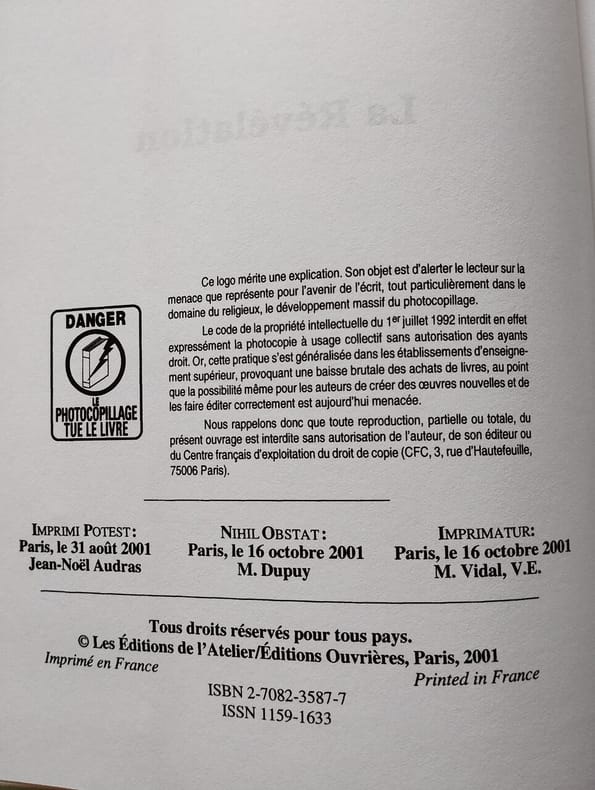 La Révélation
Ce logo mérite une explication. Son objet est d'alerter le lecteur sur la
menace que représente pour l'avenir de l'écrit, tout particulièrement dans le
domaine du religieux, le développement massif du photocopillage.
Le code de la propriété intellectuelle du 1er juillet 1992 interdit en effet
expressément la photocopie à usage collectif sans autorisation des ayants
droit. Or, cette pratique s'est généralisée dans les établissements d'enseigne-
ment supérieur, provoquant une baisse brutale des achats de livres, au point
que la possibilité même pour les auteurs de créer des œuvres nouvelles et de
les faire éditer correctement est aujourd'hui menacée.
Nous rappelons donc que toute reproduction, partielle ou totale, du
présent ouvrage est interdite sans autorisation de l'auteur, de son éditeur ou
du Centre français d'exploitation du droit de copie (CFC, 3, rue d'Hautefeuille,
75006 Paris).
DANGER
LE
PHOTOCOPILLAGE
TUE LE LIVRE
IMPRIMI POTEST:
Paris, le 31 août 2001
Jean-Noël Audras
NIHIL OBSTAT:
Paris, le 16 octobre 2001
M. Dupuy
IMPRIMATUR:
Paris, le 16 octobre 2001
M. Vidal, V.E.
Tous droits réservés pour tous pays.
© Les Éditions de l'Atelier/Éditions Ouvrières, Paris, 2001
Imprimé en France
Printed in France
ISBN 2-7082-3587-7
ISSN 1159-1633